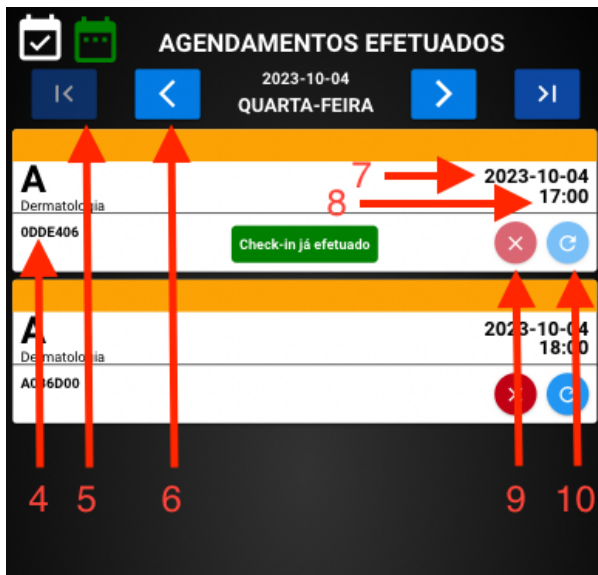 AGENDAMENTOS EFETUADOS
2023-10-04
QUARTA-FEIRA
A
Dermatologia
7
2023-10-04
8
17:00
0DDE406
Check-in já efetuado
A
Dermatologia
2023-10-04
18:00
A036D00
4
5
6
9
10